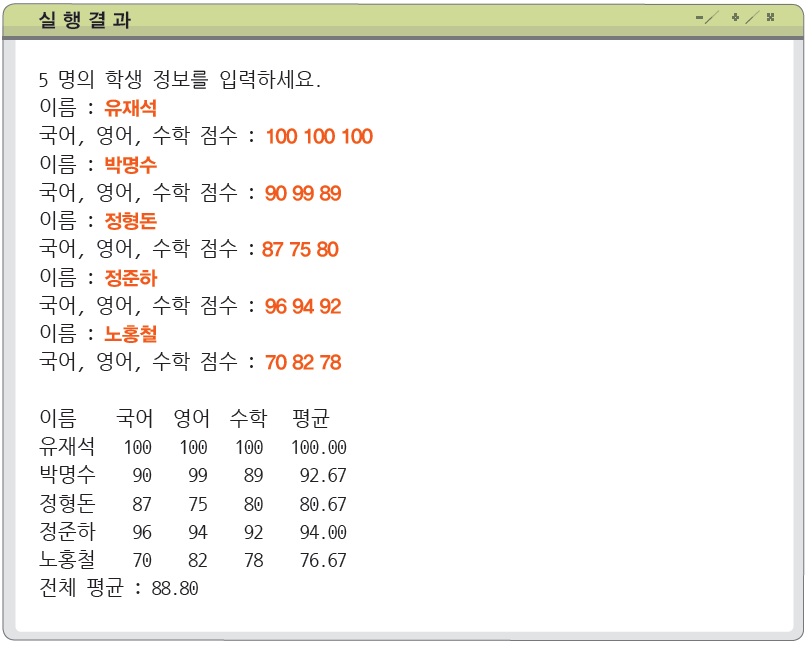 실행결과
5 명의 학생 정보를 입력하세요.
이름 : 유재석
국어, 영어, 수학 점수 : 100 100 100
이름 : 박명수
국어, 영어, 수학 점수 : 90 99 89
이름 : 정형돈
국어, 영어, 수학 점수 : 87 75 80
이름 : 정준하
국어, 영어, 수학 점수 : 96 94 92
이름 : 노홍철
국어, 영어, 수학 점수 : 70 82 78
이름 국어 영어 수학 평균
유재석 100 100 100 100.00
박명수 90 99 89 92.67
정형돈 87 75 80 80.67
정준하 96 94 92 94.00
노홍철 70 82 78 76.67
전체 평균 : 88.80